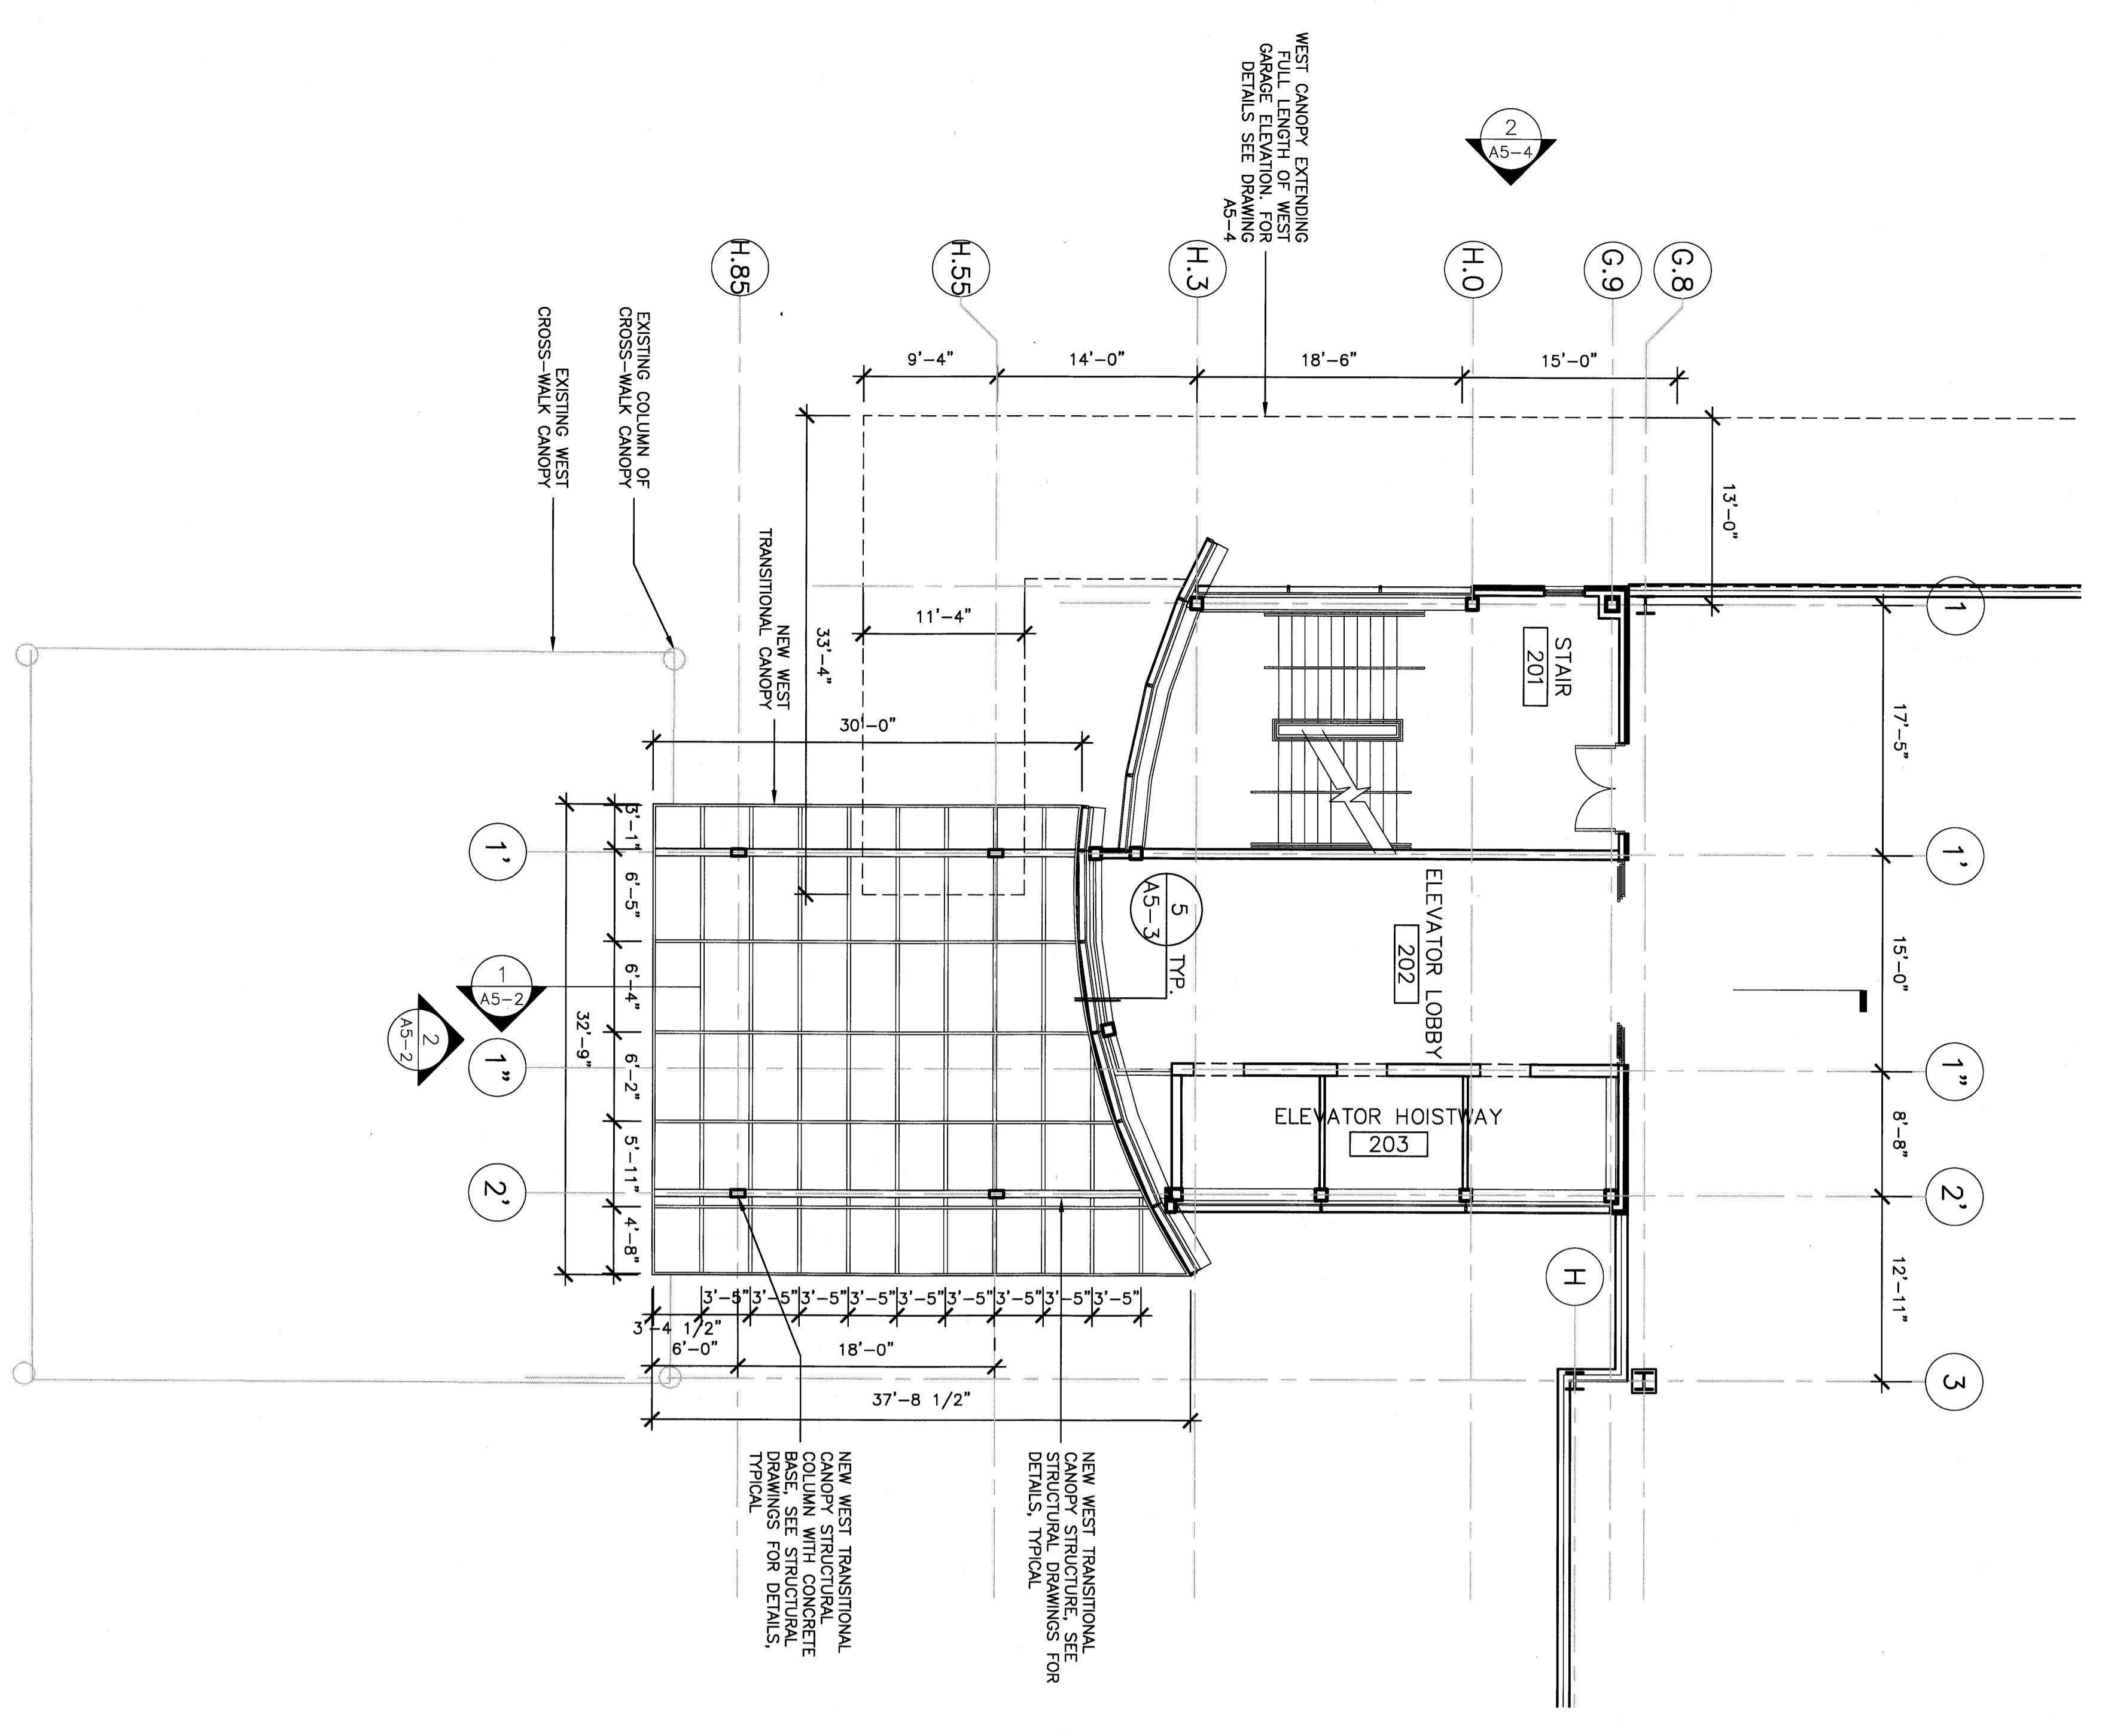 WEST CANOPY EXTENDING
FULL LENGTH OF WEST
GARAGE ELEVATION. FOR
DETAILS SEE DRAWING
A5-4
2
A5-4
H.85
H.55
H.3
H.0
G.9
G.8
EXISTING COLUMN OF
CROSS-WALK CANOPY
EXISTING WEST
CROSS-WALK CANOPY
9'-4"
14'-0"
18'-6"
15'-0"
13'-0"
NEW WEST
TRANSITIONAL CANOPY
11'-4"
33'-4"
30'-0"
STAIR
201
1
17'-5"
1'
15'-0"
1"
8'-8"
2'
12'-11"
3
ELEVATOR LOBBY
202
5
A5-3
TYP.
ELEVATOR HOISTWAY
203
H
3'-1"
6'-5"
6'-4"
6'-2"
5'-11"
4'-8"
32'-9"
1'
1
A5-2
2
A5-2
1"
2'
3'-5"
3'-5"
3'-5"
3'-5"
3'-5"
3'-5"
3'-5"
3'-5"
3'-5"
3'-4 1/2"
6'-0"
18'-0"
37'-8 1/2"
NEW WEST TRANSITIONAL
CANOPY STRUCTURAL
COLUMN WITH CONCRETE
BASE, SEE STRUCTURAL
DRAWINGS FOR DETAILS,
TYPICAL
NEW WEST TRANSITIONAL
CANOPY STRUCTURE, SEE
STRUCTURAL DRAWINGS FOR
DETAILS, TYPICAL